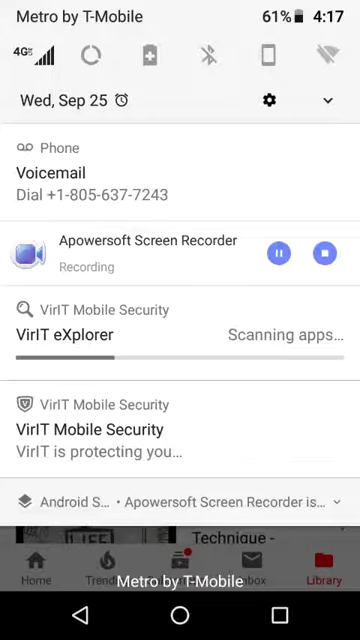 Metro by T-Mobile 61% 4:17
4G
Wed, Sep 25
Phone
Voicemail
Dial +1-805-637-7243
Apowersoft Screen Recorder
Recording
VirIT Mobile Security
VirIT eXplorer Scanning apps...
VirIT Mobile Security
VirIT Mobile Security
VirIT is protecting you...
Android S... • Apowersoft Screen Recorder is...
LIFE Technique -
Home Library
Metro by T-Mobile